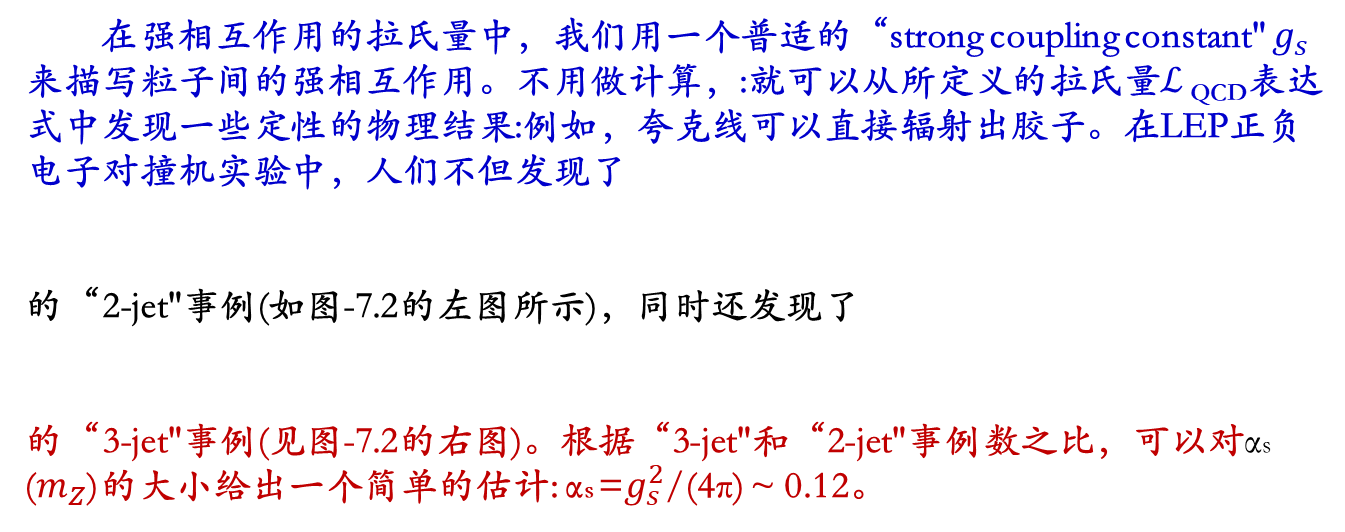 在强相互作用的拉氏量中，我们用一个普适的“strong coupling constant" $g_S$
来描写粒子间的强相互作用。不用做计算，:就可以从所定义的拉氏量ℒ $_{QCD}$表达
式中发现一些定性的物理结果:例如，夸克线可以直接辐射出胶子。在LEP正负
电子对撞机实验中，人们不但发现了
的“2-jet"事例(如图-7.2的左图所示)，同时还发现了
的“3-jet"事例(见图-7.2的右图)。根据“3-jet"和“2-jet"事例数之比，可以对αs
($m_Z$)的大小给出一个简单的估计: αs =$g_S^2$/(4π) ~ 0.12。